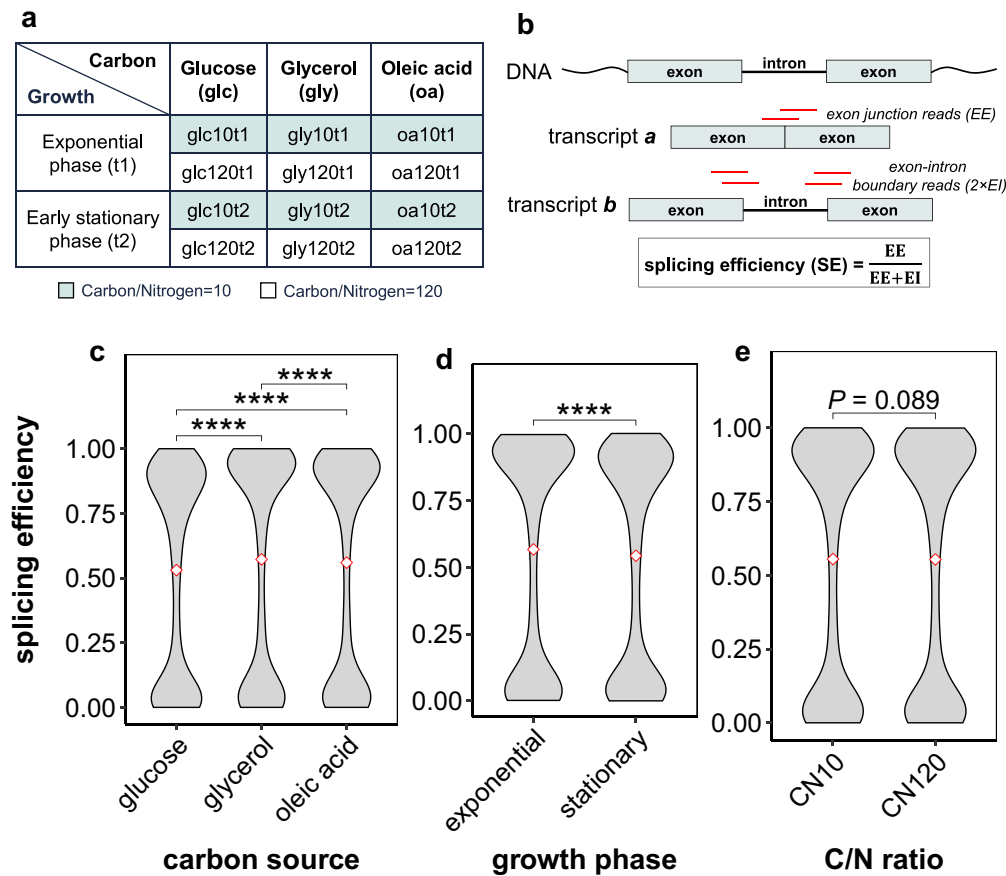 a
Carbon
Growth
Glucose
(glc)
Glycerol
(gly)
Oleic acid
(oa)
Exponential
phase (t1)
glc10t1
gly10t1
oa10t1
glc120t1
gly120t1
oa120t1
Early stationary
phase (t2)
glc10t2
gly10t2
oa10t2
glc120t2
gly120t2
oa120t2
Carbon/Nitrogen=10
Carbon/Nitrogen=120
b
DNA
exon
intron
exon
exon junction reads (EE)
transcript a
exon
exon
exon-intron
boundary reads (2×EI)
transcript b
exon
intron
exon
splicing efficiency (SE) = EE / EE+EI
c
****
****
****
splicing efficiency
1.00
0.75
0.50
0.25
0.00
glucose
glycerol
oleic acid
carbon source
d
****
1.00
0.75
0.50
0.25
0.00
exponential
stationary
growth phase
e
P = 0.089
1.00
0.75
0.50
0.25
0.00
CN10
CN120
C/N ratio